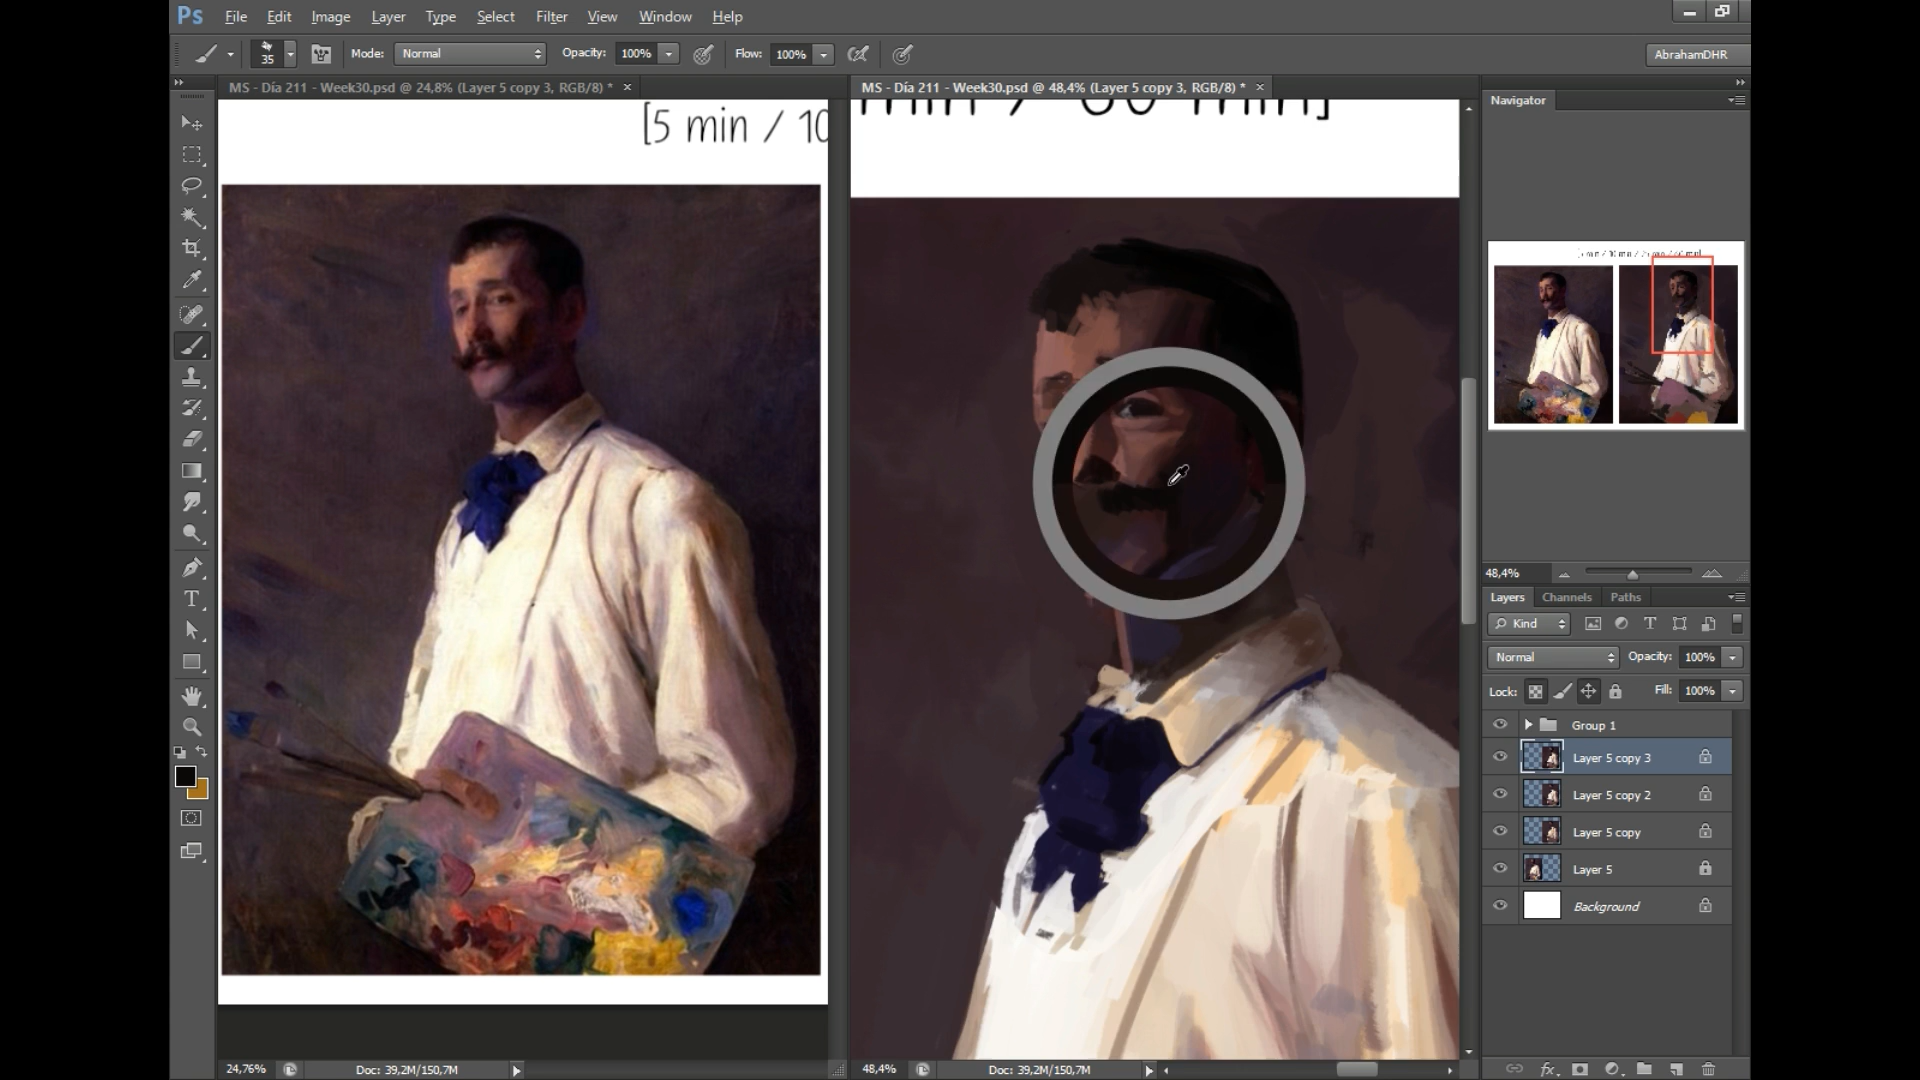 Ps File Edit Image Layer Type Select Filter View Window Help
35 Mode: Normal Opacity: 100% Flow: 100% AbrahamDHR
MS - Día 211 - Week30.psd @ 24,8% (Layer 5 copy 3, RGB/8) * ×
MS - Día 211 - Week30.psd @ 48,4% (Layer 5 copy 3, RGB/8) * ×
Navigator
[5 min / 10
min / 60 min]
48,4%
Layers Channels Paths
Kind
Normal Opacity: 100%
Lock: Fill: 100%
Group 1
Layer 5 copy 3
Layer 5 copy 2
Layer 5 copy
Layer 5
Background
24,76% Doc: 39,2M/150,7M
48,4% Doc: 39,2M/150,7M